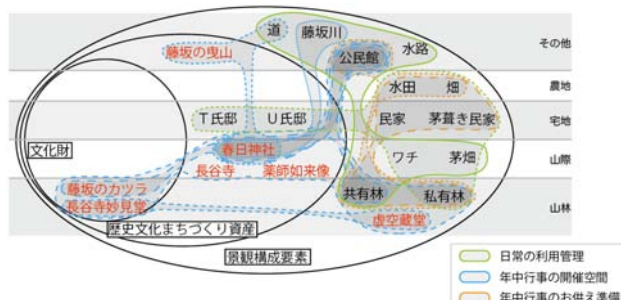 道
藤坂川
水路
その他
藤坂の曳山
公民館
水田
畑
農地
T氏邸
U氏邸
民家
茅葺き民家
宅地
文化財
春日神社
長谷寺
薬師如来像
ワチ
茅畑
山際
藤坂のカツラ
長谷寺妙見堂
共有林
私有林
山林
虚空蔵堂
歴史文化まちづくり資産
景観構成要素
日常の利用管理
年中行事の開催空間
年中行事のお供え準備